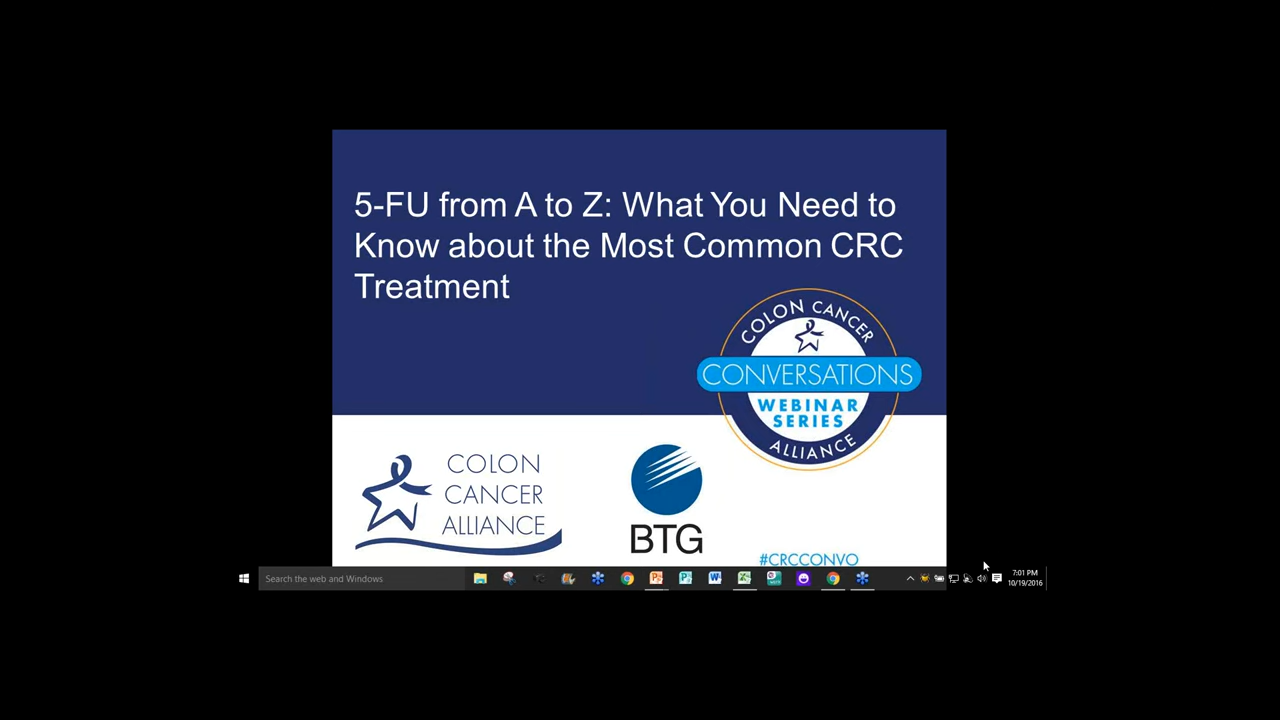 5-FU from A to Z: What You Need to
Know about the Most Common CRC
Treatment
COLON CANCER
CONVERSATIONS
WEBINAR
SERIES
ALLIANCE
COLON
CANCER
ALLIANCE
BTG
#CRCCONVO
Search the web and Windows
7:01 PM
10/19/2016